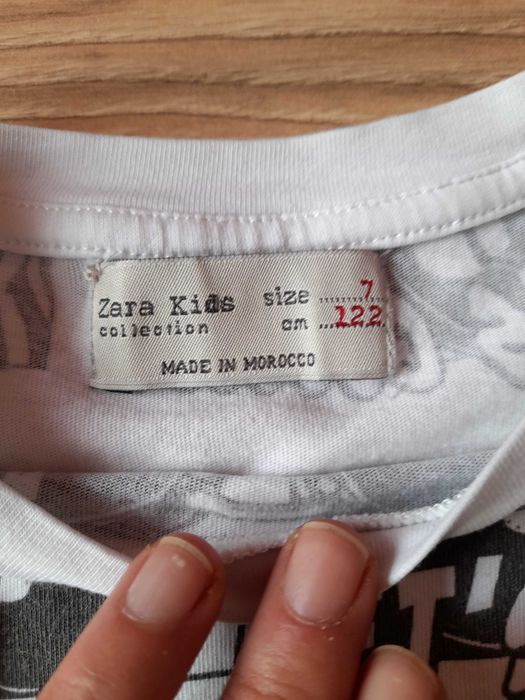 Zara Kids size ........7
collection cm ...122
MADE IN MOROCCO